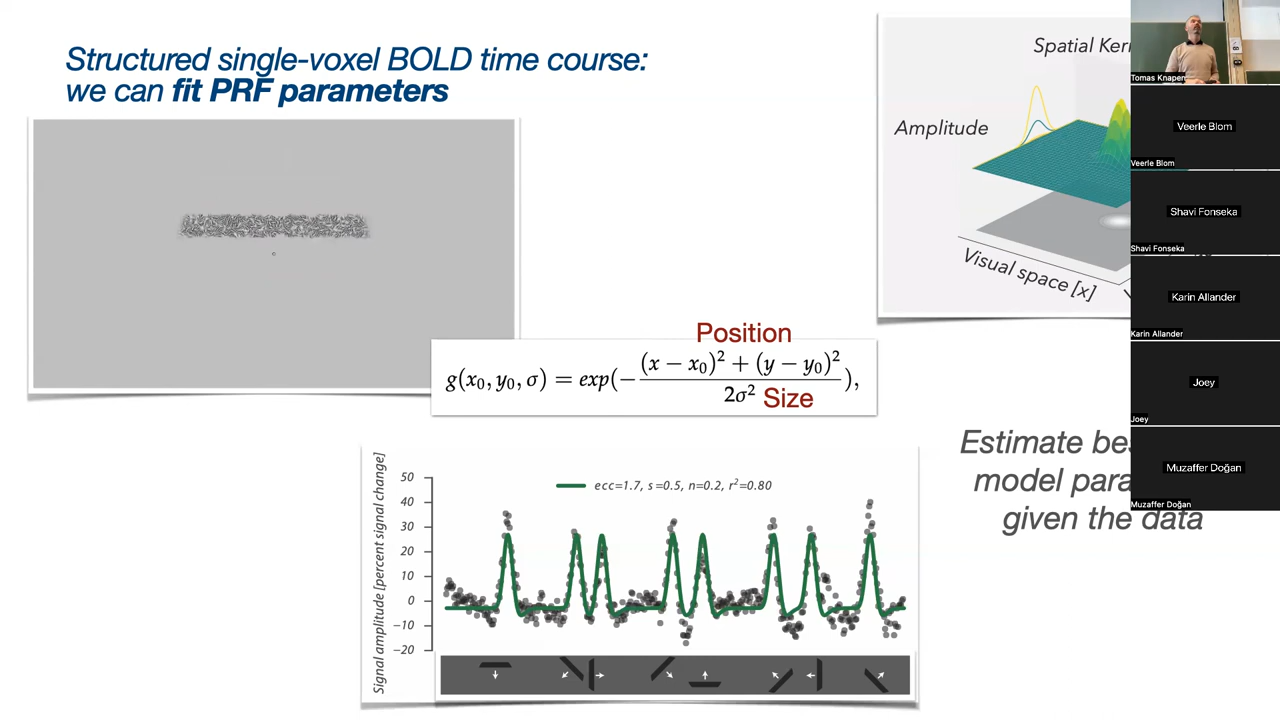 Structured single-voxel BOLD time course:
we can fit PRF parameters
Spatial
Amplitude
Visual space [x]
Position
g(x₀, y₀, σ) = exp(−((x − x₀)² + (y − y₀)²)/(2σ²)),
Size
Estimate
model
given the data
Signal amplitude [percent signal change]
50
40
30
20
10
0
−10
−20
ecc=1.7, s=0.5, n=0.2, r²=0.80
Tomas Knapen
Veerle Blom
Veerle Blom
Shavi Fonseka
Shavi Fonseka
Karin Allander
Karin Allander
Joey
Joey
Muzaffer Doğan
Muzaffer Doğan